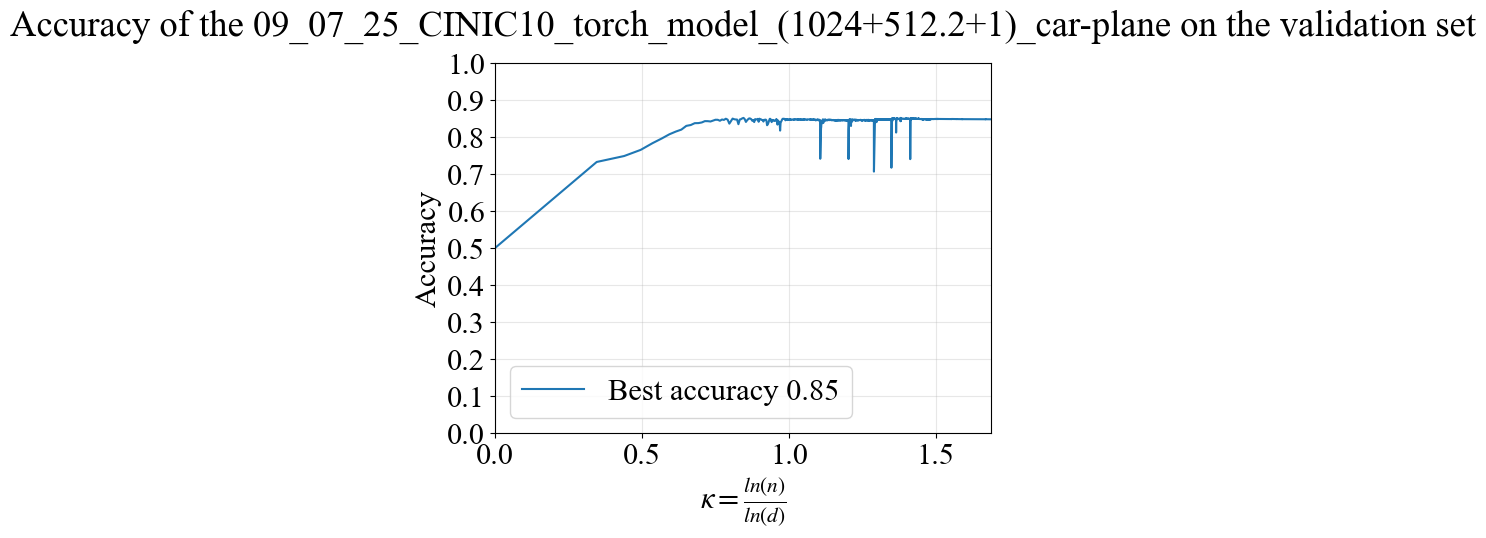 Accuracy of the 09_07_25_CINIC10_torch_model_(1024+512.2+1)_car-plane on the validation set
1.0
0.9
0.8
0.7
0.6
0.5
0.4
0.3
0.2
0.1
0.0
Accuracy
Best accuracy 0.85
0.0 0.5 1.0 1.5
κ = ln(n)/ln(d)